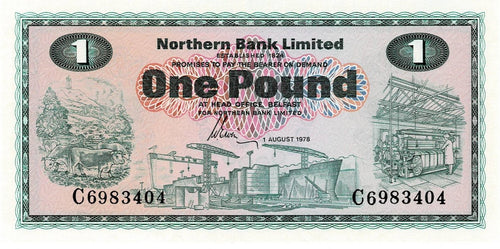 1 Northern Bank Limited 1
ESTABLISHED 1824
PROMISES TO PAY THE BEARER ON DEMAND
One Pound
AT HEAD OFFICE, BELFAST
FOR NORTHERN BANK LIMITED
1 AUGUST 1978
C6983404 C6983404